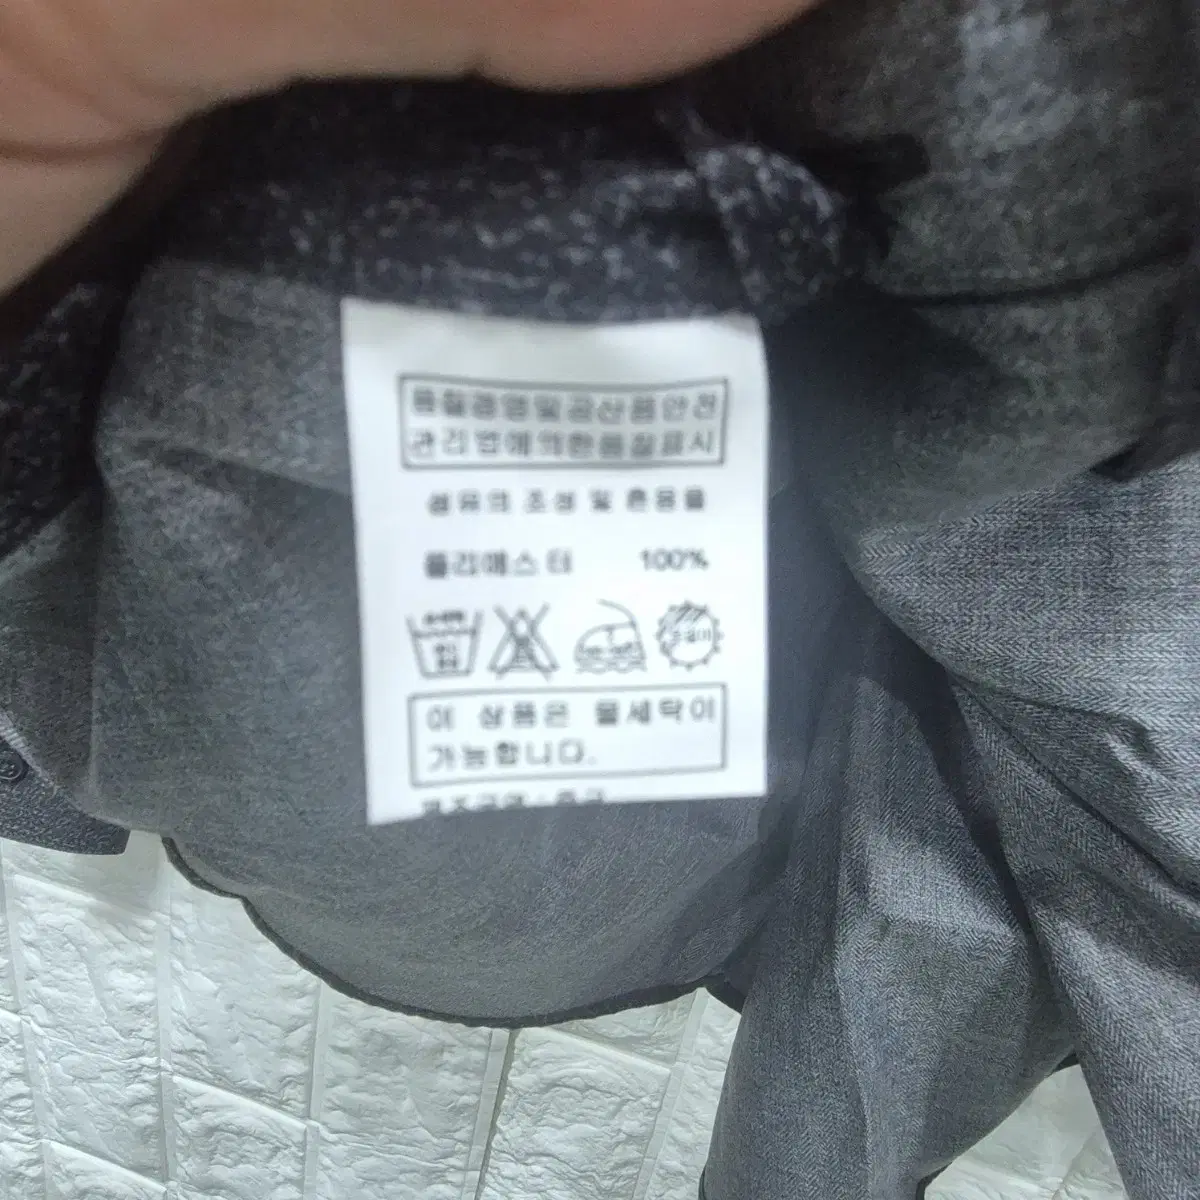 품질경영및공산품안전
관리법에의한품질표시
섬유의 조성 및 혼용율
폴리에스터 100%
이 상품은 물세탁이
가능합니다.